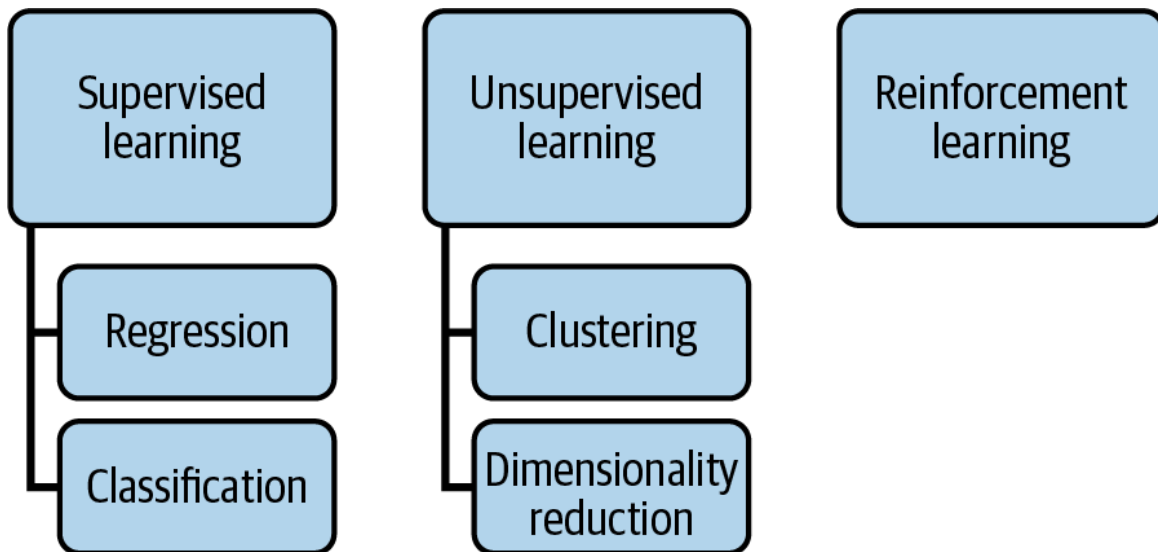 Supervised
learning
Unsupervised
learning
Reinforcement
learning
Regression
Classification
Clustering
Dimensionality
reduction